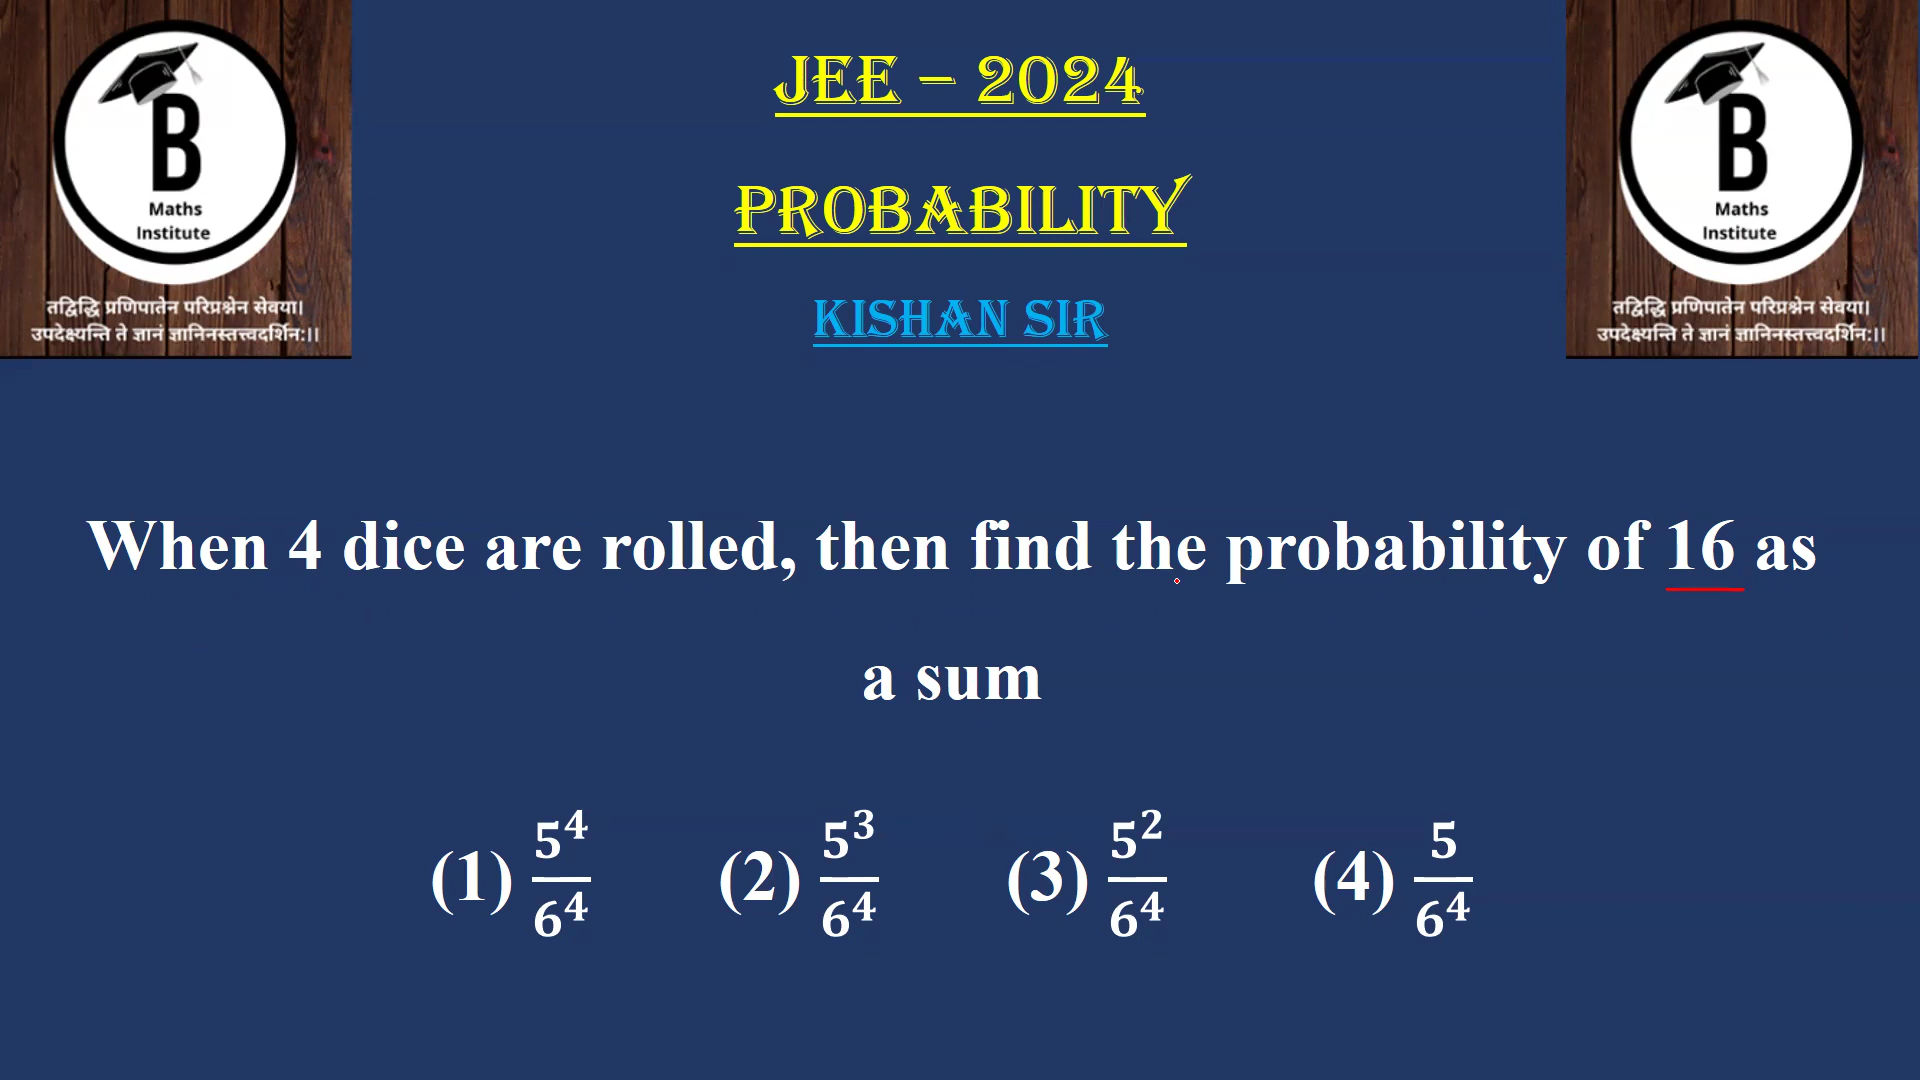 B
Maths
Institute
तद्विद्धि प्रणिपातेन परिप्रश्नेन सेवया।
उपदेक्ष्यन्ति ते ज्ञानं ज्ञानिनस्तत्त्वदर्शिन:।।
JEE – 2024
PROBABILITY
KISHAN SIR
B
Maths
Institute
तद्विद्धि प्रणिपातेन परिप्रश्नेन सेवया।
उपदेक्ष्यन्ति ते ज्ञानं ज्ञानिनस्तत्त्वदर्शिन:।।
When 4 dice are rolled, then find the probability of 16 as
a sum
(1) 5⁴/6⁴ (2) 5³/6⁴ (3) 5²/6⁴ (4) 5/6⁴